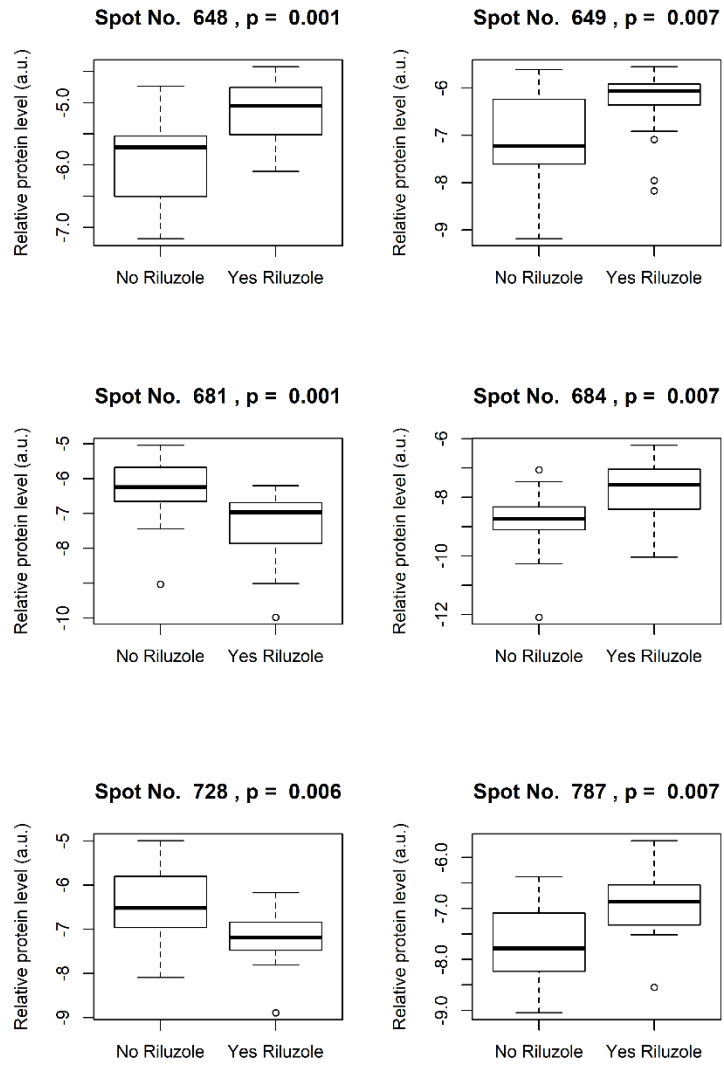 Spot No. 648 , p = 0.001
Relative protein level (a.u.)
-5.0
-6.0
-7.0
No Riluzole Yes Riluzole
Spot No. 649 , p = 0.007
Relative protein level (a.u.)
-6
-7
-8
-9
No Riluzole Yes Riluzole
Spot No. 681 , p = 0.001
Relative protein level (a.u.)
-5
-6
-7
-8
-10
No Riluzole Yes Riluzole
Spot No. 684 , p = 0.007
Relative protein level (a.u.)
-6
-8
-10
-12
No Riluzole Yes Riluzole
Spot No. 728 , p = 0.006
Relative protein level (a.u.)
-5
-6
-7
-8
-9
No Riluzole Yes Riluzole
Spot No. 787 , p = 0.007
Relative protein level (a.u.)
-6.0
-7.0
-8.0
-9.0
No Riluzole Yes Riluzole